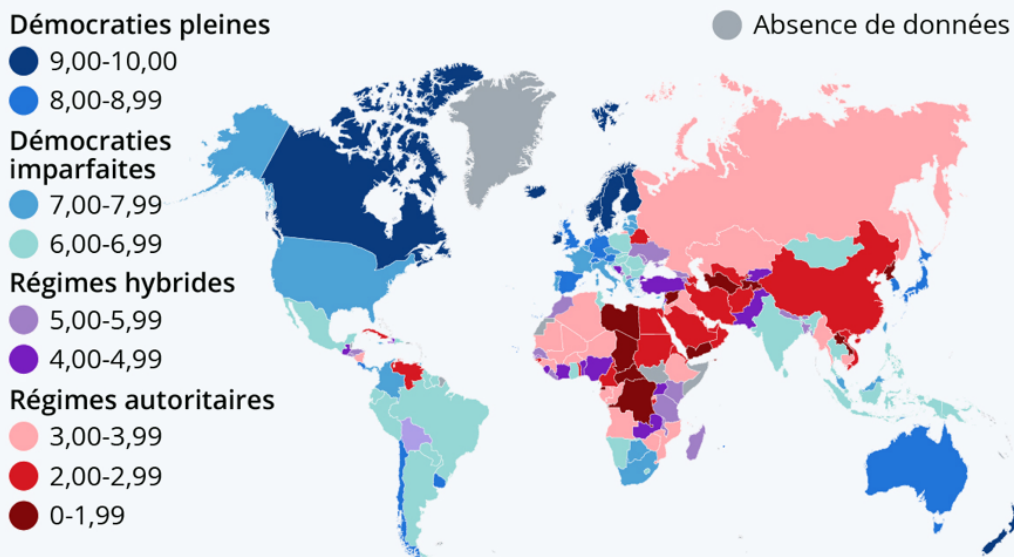 Démocraties pleines
9,00-10,00
8,00-8,99
Démocraties
imparfaites
7,00-7,99
6,00-6,99
Régimes hybrides
5,00-5,99
4,00-4,99
Régimes autoritaires
3,00-3,99
2,00-2,99
0-1,99
Absence de données